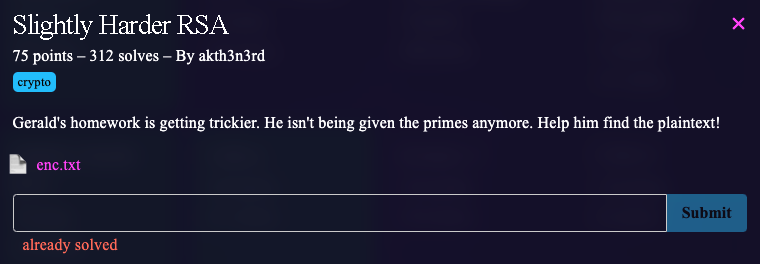 Slightly Harder RSA
75 points – 312 solves – By akth3n3rd
crypto
Gerald's homework is getting trickier. He isn't being given the primes anymore. Help him find the plaintext!
enc.txt
Submit
already solved